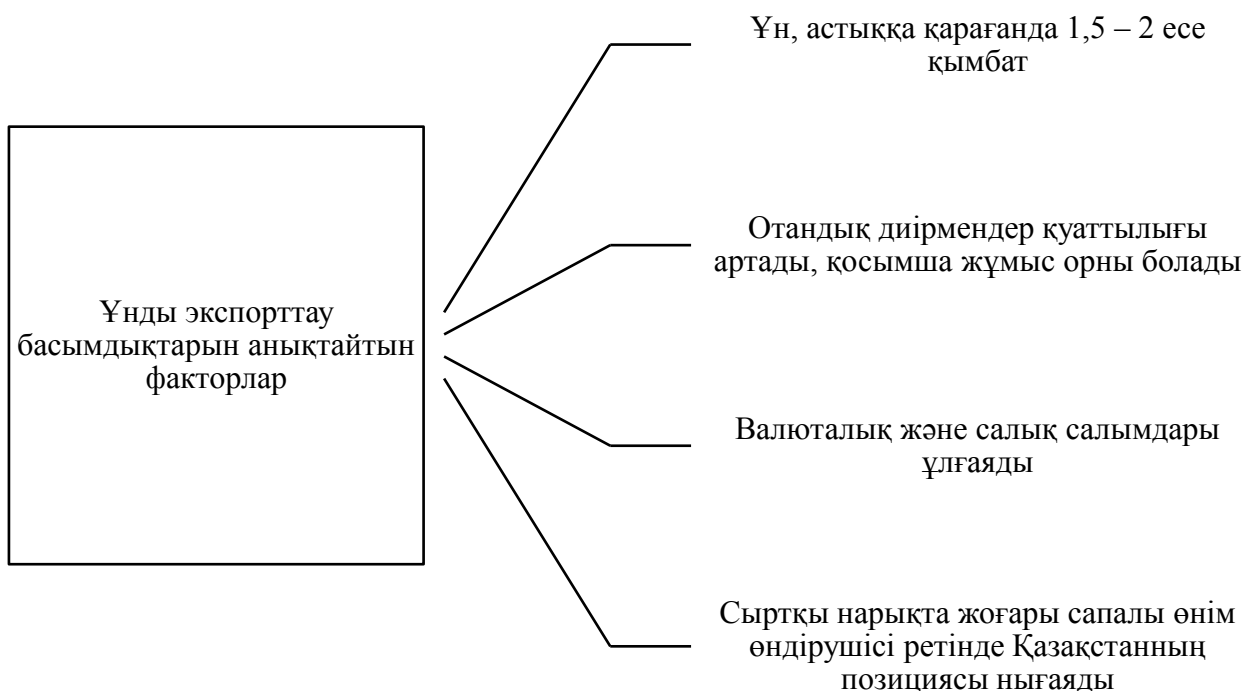 Ұн, астыққа қарағанда 1,5 – 2 есе
қымбат
Отандық диірмендер қуаттылығы
артады, қосымша жұмыс орны болады
Ұнды экспорттау
басымдықтарын анықтайтын
факторлар
Валюталық және салық салымдары
ұлғаяды
Сыртқы нарықта жоғары сапалы өнім
өндірушісі ретінде Қазақстанның
позициясы нығаяды